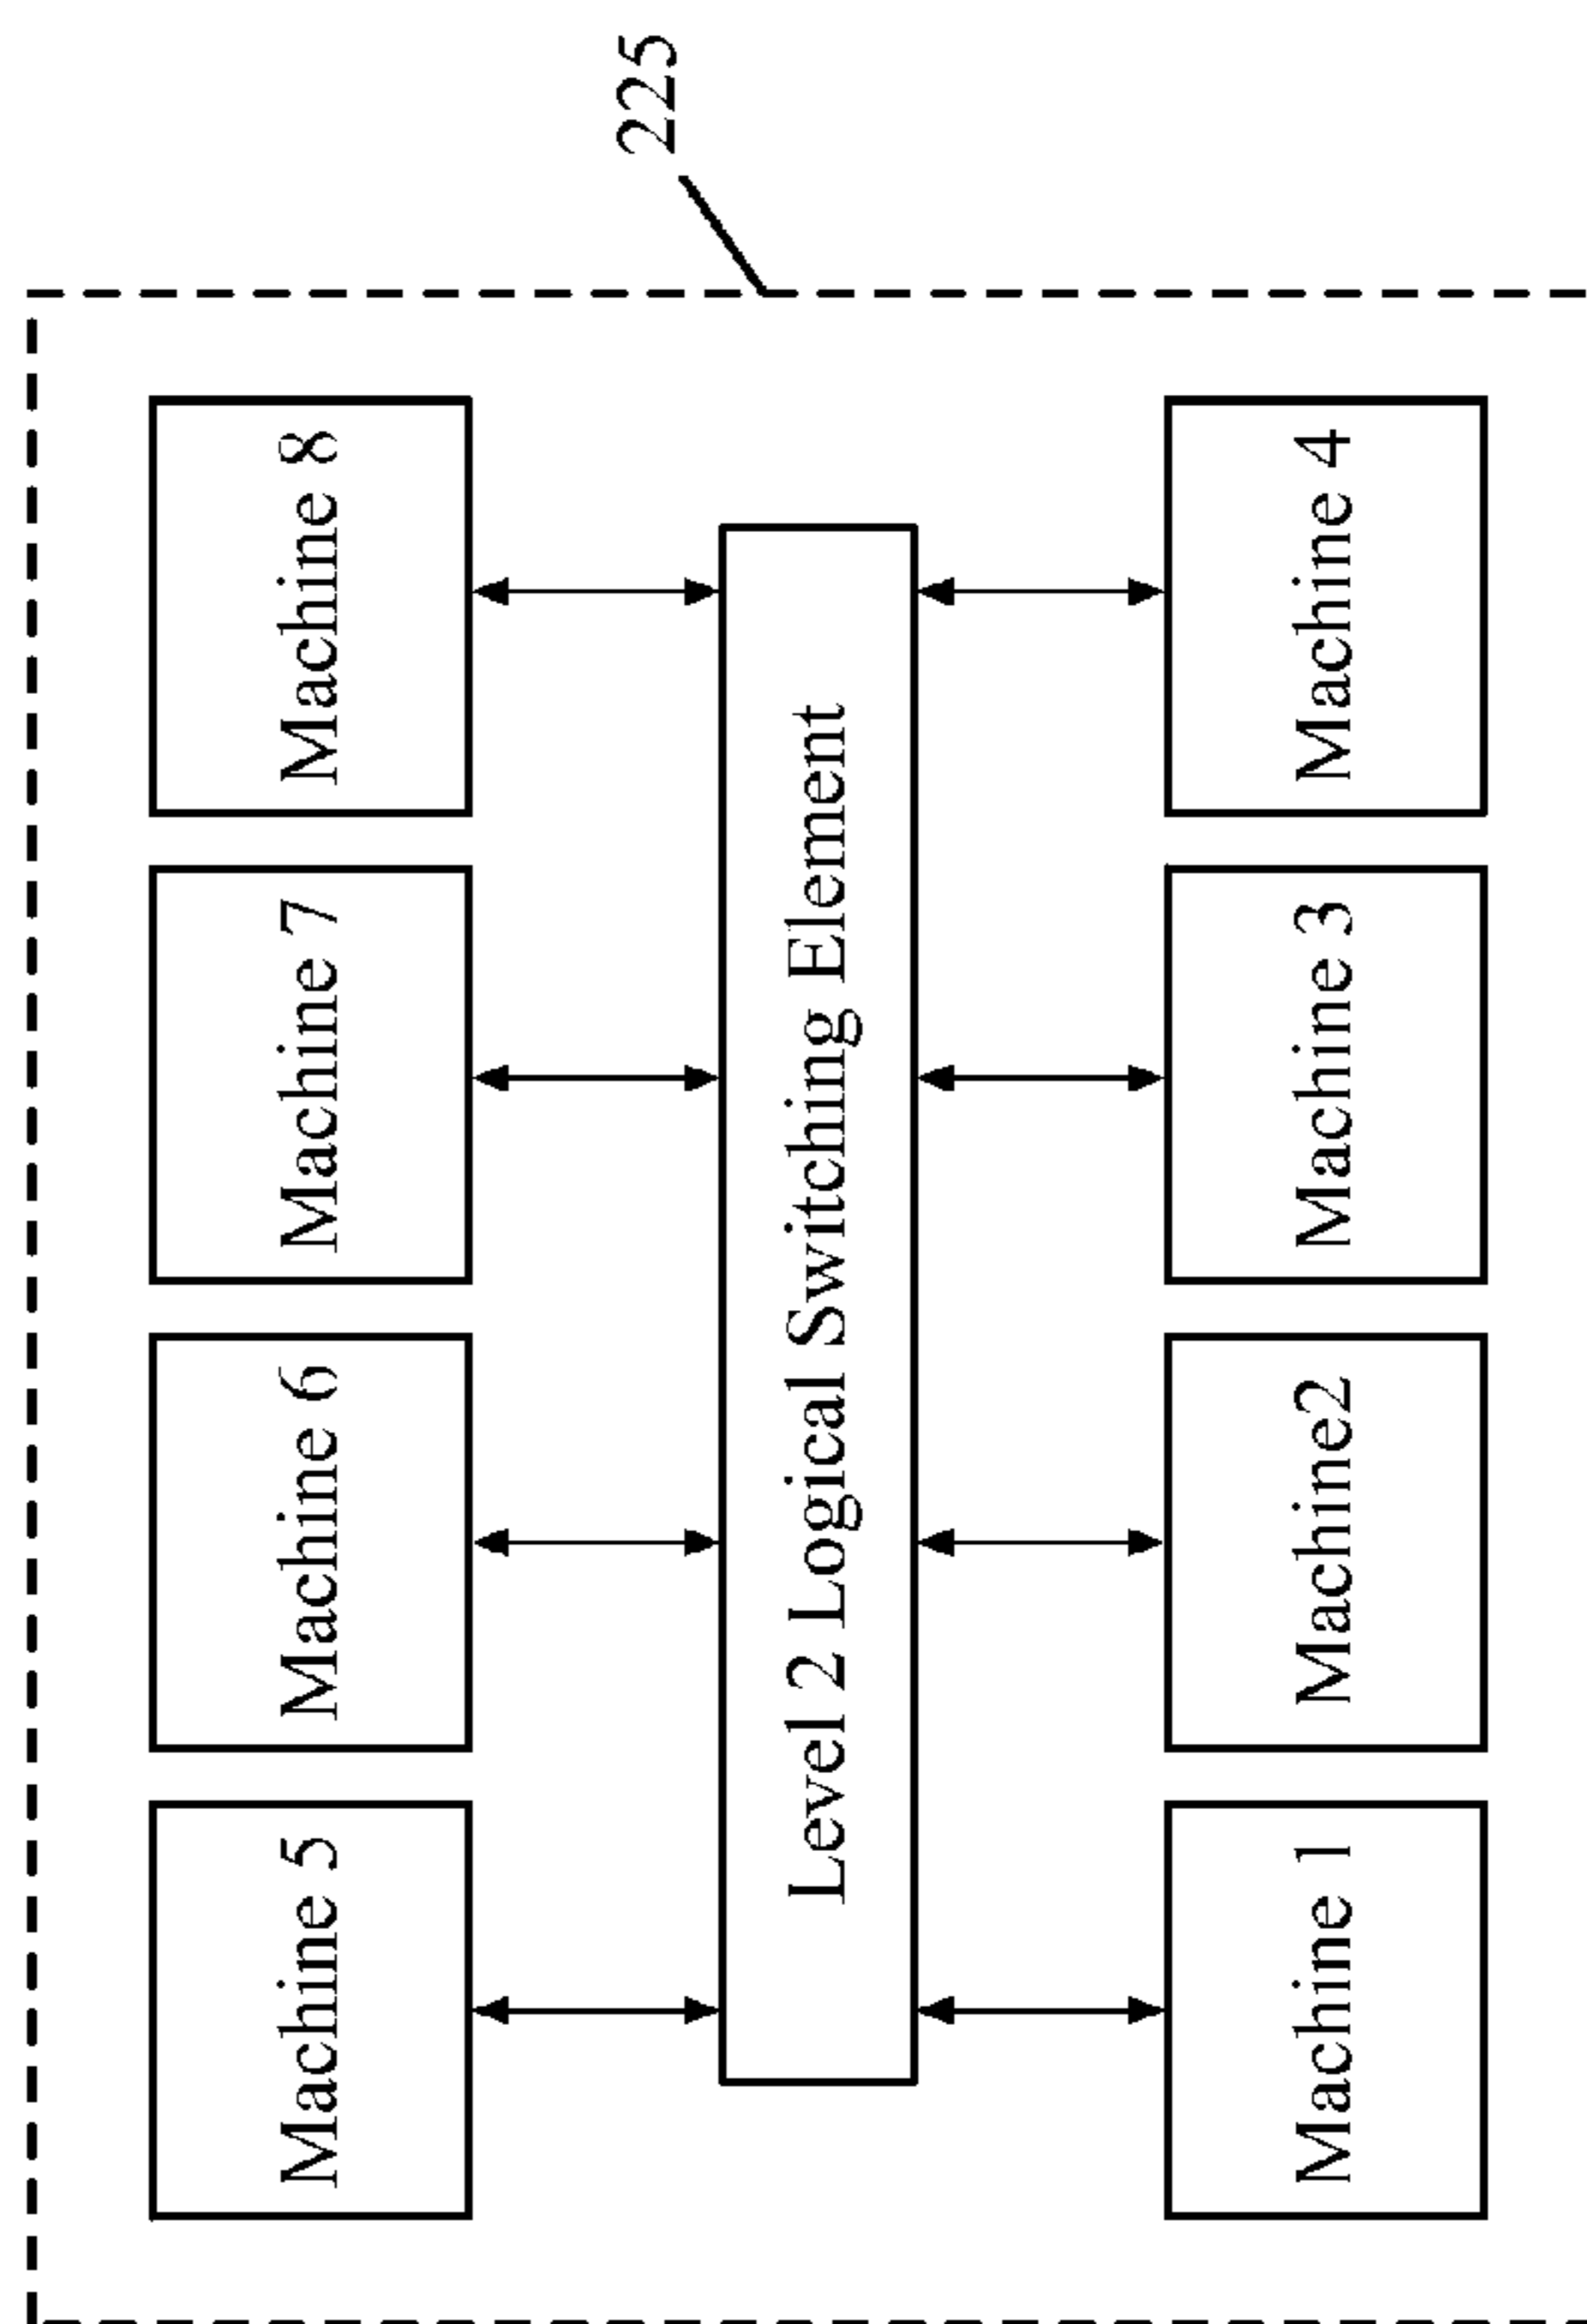 Machine 5
Machine 6
Machine 7
Machine 8
Level 2 Logical Switching Element
Machine 1
Machine2
Machine 3
Machine 4
225